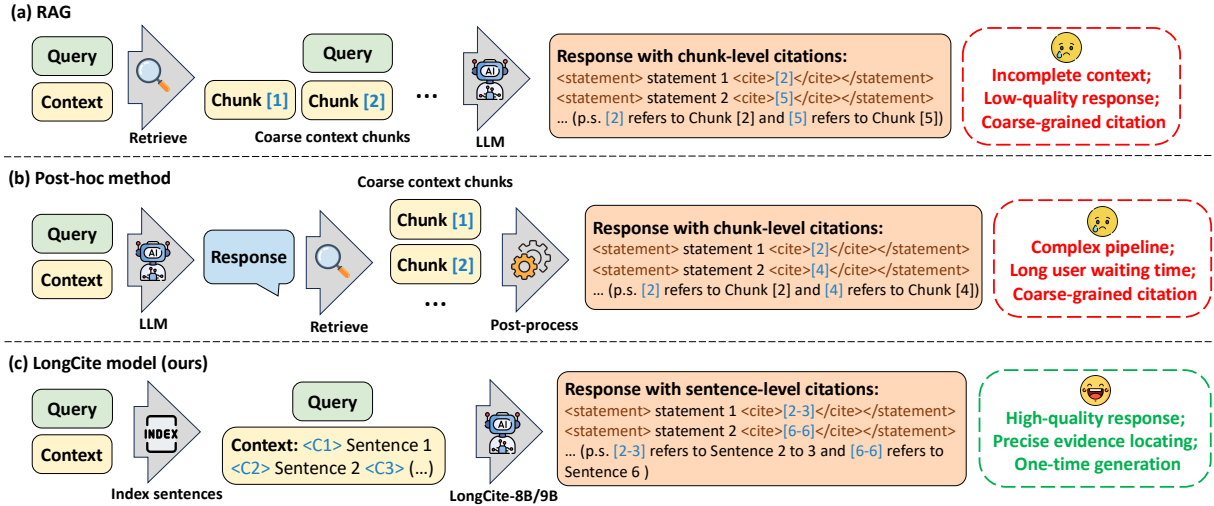 (a) RAG
Query
Context
Retrieve
Query
Chunk [1]
Chunk [2]
...
Coarse context chunks
AI
LLM
Response with chunk-level citations:
<statement> statement 1 <cite>[2]</cite></statement>
<statement> statement 2 <cite>[5]</cite></statement>
... (p.s. [2] refers to Chunk [2] and [5] refers to Chunk [5])
Incomplete context;
Low-quality response;
Coarse-grained citation
(b) Post-hoc method
Query
Context
AI
LLM
Response
Retrieve
Coarse context chunks
Chunk [1]
Chunk [2]
...
Post-process
Response with chunk-level citations:
<statement> statement 1 <cite>[2]</cite></statement>
<statement> statement 2 <cite>[4]</cite></statement>
... (p.s. [2] refers to Chunk [2] and [4] refers to Chunk [4])
Complex pipeline;
Long user waiting time;
Coarse-grained citation
(c) LongCite model (ours)
Query
Context
INDEX
Index sentences
Query
Context: <C1> Sentence 1
<C2> Sentence 2 <C3> (...)
AI
LongCite-8B/9B
Response with sentence-level citations:
<statement> statement 1 <cite>[2-3]</cite></statement>
<statement> statement 2 <cite>[6-6]</cite></statement>
... (p.s. [2-3] refers to Sentence 2 to 3 and [6-6] refers to
Sentence 6 )
High-quality response;
Precise evidence locating;
One-time generation